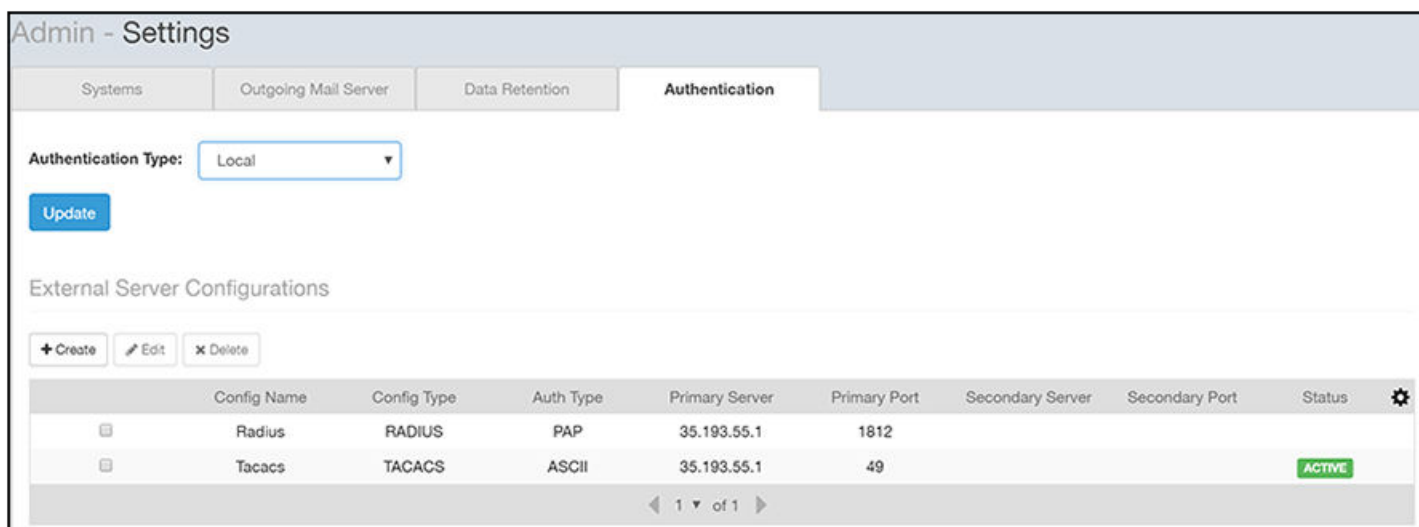 Admin - Settings
Systems Outgoing Mail Server Data Retention Authentication
Authentication Type: Local
Update
External Server Configurations
Create Edit Delete
Config Name Config Type Auth Type Primary Server Primary Port Secondary Server Secondary Port Status
Radius RADIUS PAP 35.193.55.1 1812
Tacacs TACACS ASCII 35.193.55.1 49 ACTIVE
1 of 1